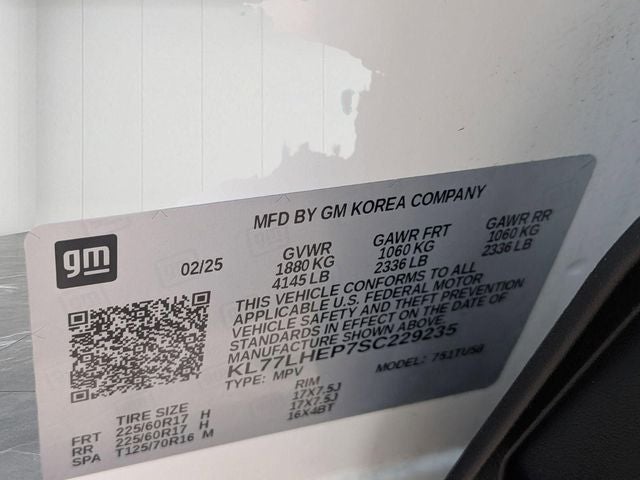 MFD BY GM KOREA COMPANY
gm
02/25
GVWR
1880 KG
4145 LB
GAWR FRT
1060 KG
2336 LB
GAWR RR
1060 KG
2336 LB
THIS VEHICLE CONFORMS TO ALL
APPLICABLE U.S. FEDERAL MOTOR
VEHICLE SAFETY AND THEFT PREVENTION
STANDARDS IN EFFECT ON THE DATE OF
MANUFACTURE SHOWN ABOVE
KL77LHEP7SC229235
TYPE: MPV
MODEL: 751TU58
TIRE SIZE RIM
FRT 225/60R17 H 17X7.5J
RR 225/60R17 H 17X7.5J
SPA T125/70R16 M 16X4BT